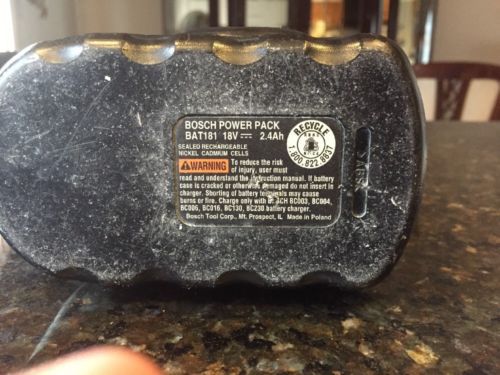 BOSCH POWER PACK
BAT181 18V 2.4Ah
SEALED RECHARGEABLE
NICKEL CADMIUM CELLS
RECYCLE
1.800.822.8837
WARNING To reduce the risk
of injury, user must
read and understand the instruction manual. If battery
case is cracked or otherwise damaged do not insert in
charger. Shorting of battery terminals may cause
burns or fire. Charge only with BOSCH BC003, BC004,
BC006, BC016, BC130, BC230 battery charger.
Bosch Tool Corp., Mt. Prospect, IL Made in Poland